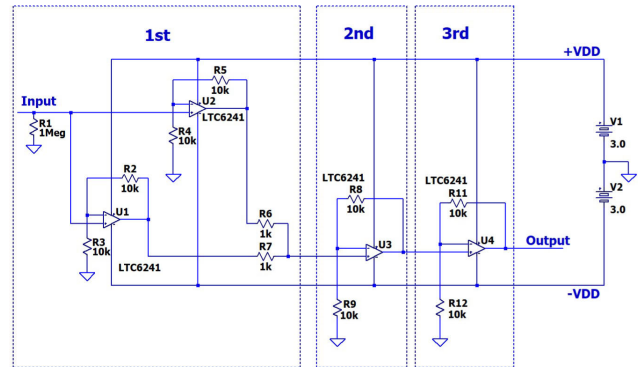 1st
2nd
3rd
+VDD
R5
10k
U2
LTC6241
Input
R1
1Meg
R4
10k
V1
3.0
V2
3.0
R2
10k
LTC6241
R8
10k
LTC6241
R11
10k
U1
R3
10k
R6
1k
R7
1k
U3
U4
Output
LTC6241
-VDD
R9
10k
R12
10k